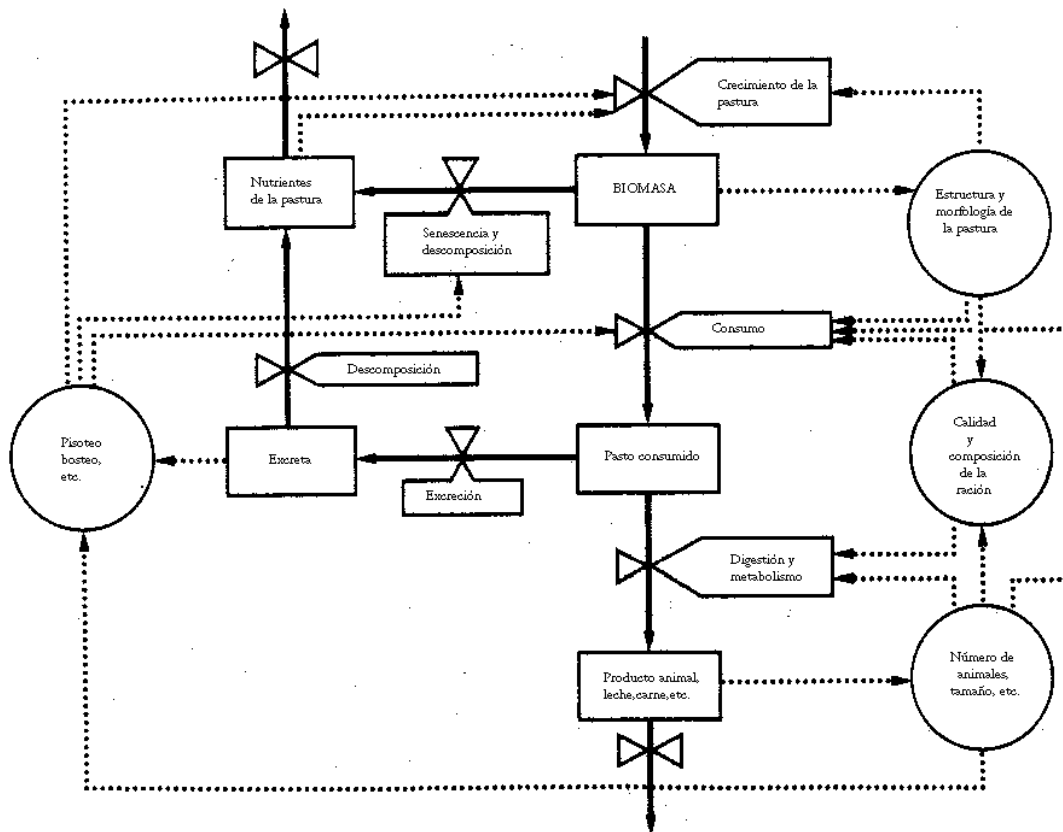 Crecimiento de la
pastura
Nutrientes
de la pastura
BIOMASA
Estructura y
morfología de
la pastura
Senescencia y
descomposición
Consumo
Descomposición
Pisoteo
bosteo,
etc.
Excreta
Pasto consumido
Calidad
y
composición
de la
ración
Excreción
Digestión y
metabolismo
Producto animal,
leche,carne,etc.
Número de
animales,
tamaño, etc.